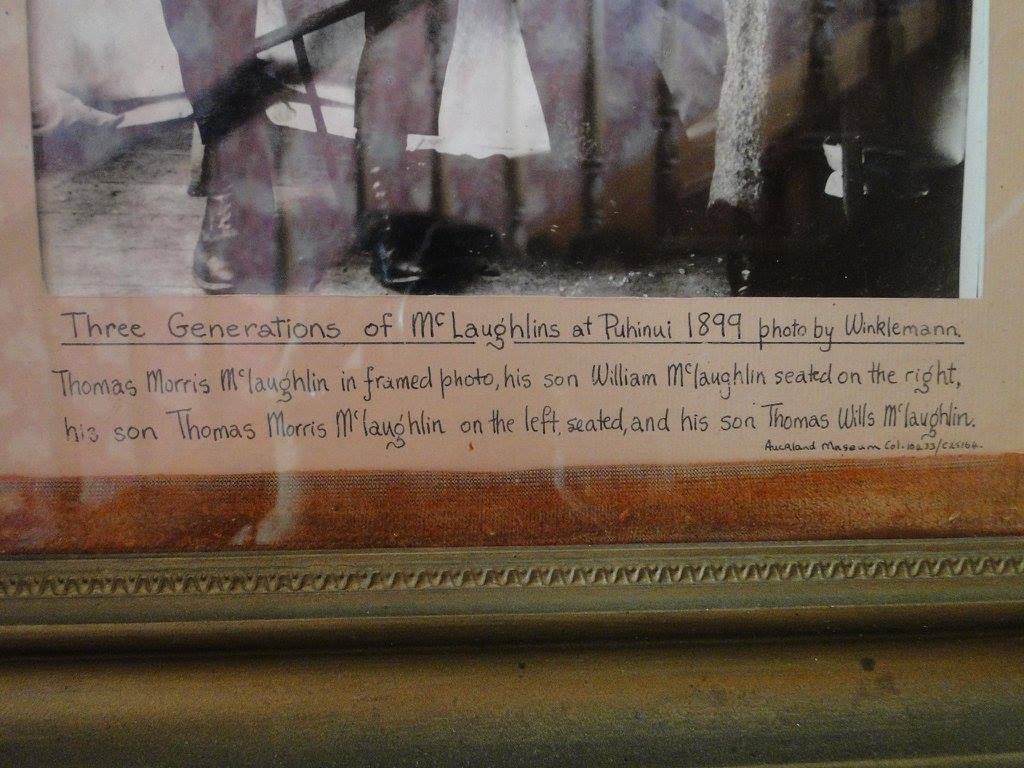 Three Generations of McLaughlins at Puhinui 1899 photo by Winklemann.
Thomas Morris McLaughlin in framed photo, his son William McLaughlin seated on the right,
his son Thomas Morris McLaughlin on the left, seated, and his son Thomas Wills McLaughlin.
Auckland Museum Col.